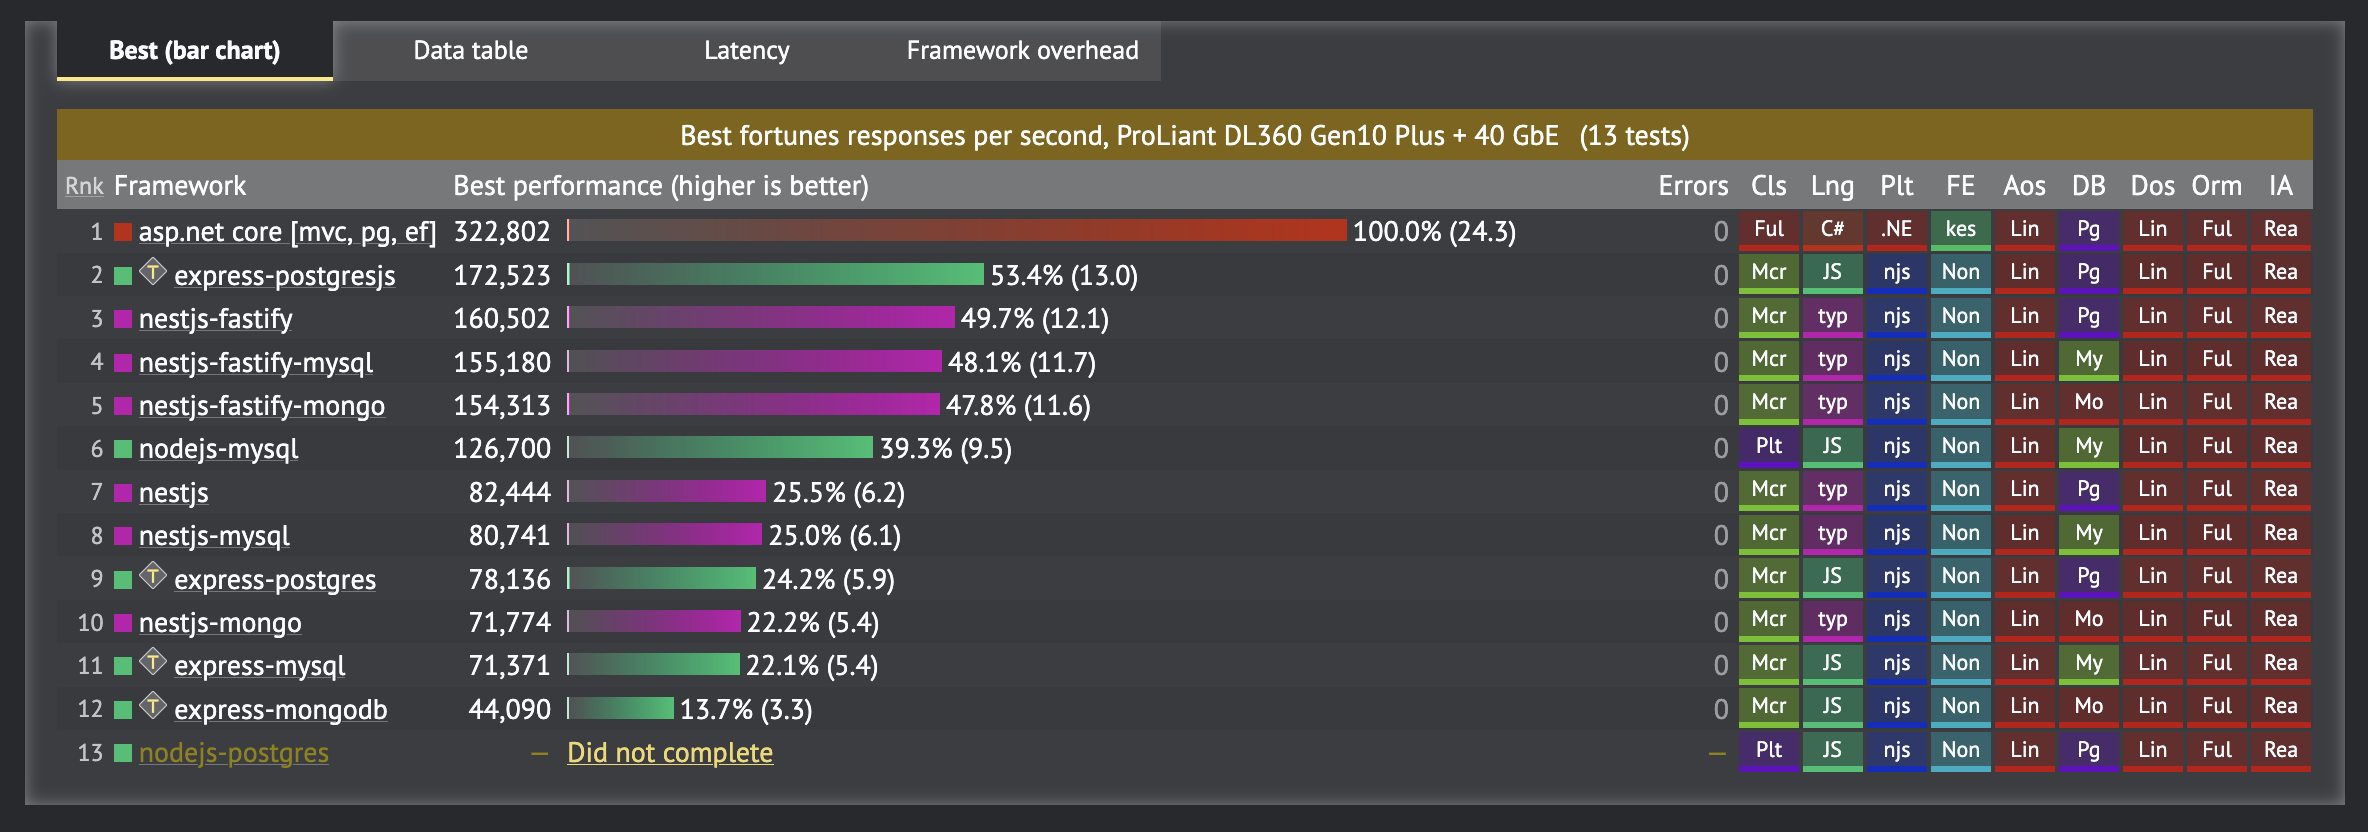 Best (bar chart) Data table Latency Framework overhead
Best fortunes responses per second, ProLiant DL360 Gen10 Plus + 40 GbE (13 tests)
Rnk Framework Best performance (higher is better) Errors Cls Lng Plt FE Aos DB Dos Orm IA
1 asp.net core [mvc, pg, ef] 322,802 100.0% (24.3) 0 Ful C# .NE kes Lin Pg Lin Ful Rea
2 T express-postgresjs 172,523 53.4% (13.0) 0 Mcr JS njs Non Lin Pg Lin Ful Rea
3 nestjs-fastify 160,502 49.7% (12.1) 0 Mcr typ njs Non Lin Pg Lin Ful Rea
4 nestjs-fastify-mysql 155,180 48.1% (11.7) 0 Mcr typ njs Non Lin My Lin Ful Rea
5 nestjs-fastify-mongo 154,313 47.8% (11.6) 0 Mcr typ njs Non Lin Mo Lin Ful Rea
6 nodejs-mysql 126,700 39.3% (9.5) 0 Plt JS njs Non Lin My Lin Ful Rea
7 nestjs 82,444 25.5% (6.2) 0 Mcr typ njs Non Lin Pg Lin Ful Rea
8 nestjs-mysql 80,741 25.0% (6.1) 0 Mcr typ njs Non Lin My Lin Ful Rea
9 T express-postgres 78,136 24.2% (5.9) 0 Mcr JS njs Non Lin Pg Lin Ful Rea
10 nestjs-mongo 71,774 22.2% (5.4) 0 Mcr typ njs Non Lin Mo Lin Ful Rea
11 T express-mysql 71,371 22.1% (5.4) 0 Mcr JS njs Non Lin My Lin Ful Rea
12 T express-mongodb 44,090 13.7% (3.3) 0 Mcr JS njs Non Lin Mo Lin Ful Rea
13 nodejs-postgres — Did not complete — Plt JS njs Non Lin Pg Lin Ful Rea